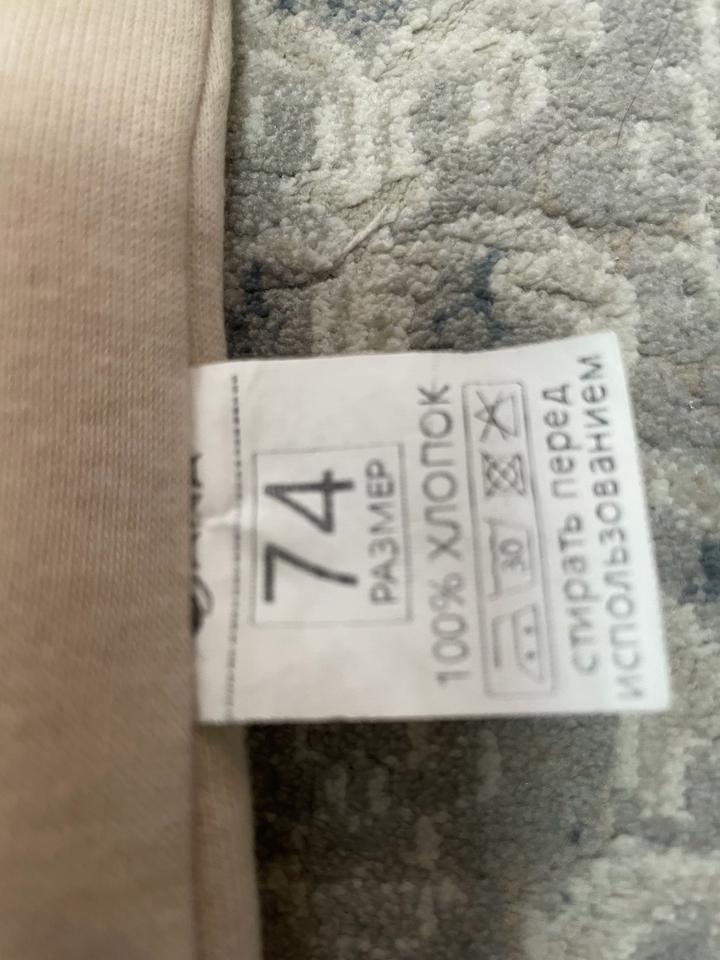 74
РАЗМЕР
100% ХЛОПОК
30
стирать перед
использованием